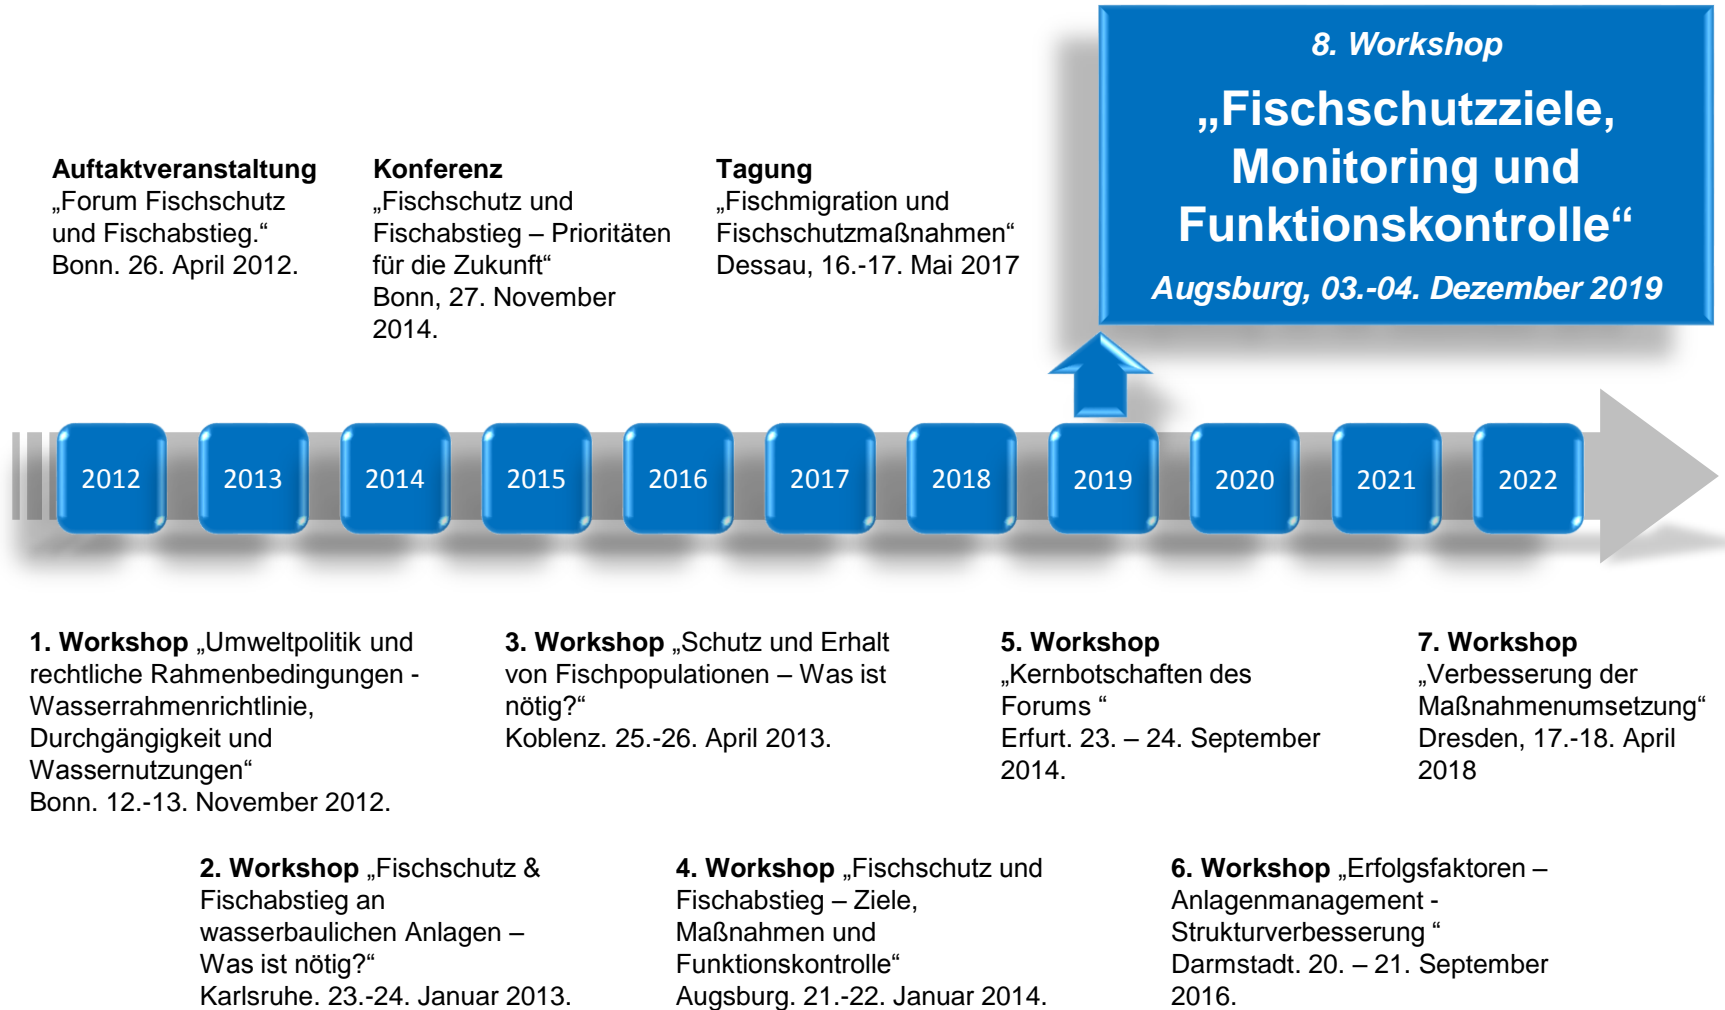 8. Workshop
„Fischschutzziele,
Monitoring und
Funktionskontrolle“
Augsburg, 03.-04. Dezember 2019
Auftaktveranstaltung
„Forum Fischschutz
und Fischabstieg.“
Bonn. 26. April 2012.
Konferenz
„Fischschutz und
Fischabstieg – Prioritäten
für die Zukunft“
Bonn, 27. November
2014.
Tagung
„Fischmigration und
Fischschutzmaßnahmen“
Dessau, 16.-17. Mai 2017
2012
2013
2014
2015
2016
2017
2018
2019
2020
2021
2022
1. Workshop „Umweltpolitik und
rechtliche Rahmenbedingungen -
Wasserrahmenrichtlinie,
Durchgängigkeit und
Wassernutzungen“
Bonn. 12.-13. November 2012.
3. Workshop „Schutz und Erhalt
von Fischpopulationen – Was ist
nötig?“
Koblenz. 25.-26. April 2013.
5. Workshop
„Kernbotschaften des
Forums “
Erfurt. 23. – 24. September
2014.
7. Workshop
„Verbesserung der
Maßnahmenumsetzung“
Dresden, 17.-18. April
2018
2. Workshop „Fischschutz &
Fischabstieg an
wasserbaulichen Anlagen –
Was ist nötig?“
Karlsruhe. 23.-24. Januar 2013.
4. Workshop „Fischschutz und
Fischabstieg – Ziele,
Maßnahmen und
Funktionskontrolle“
Augsburg. 21.-22. Januar 2014.
6. Workshop „Erfolgsfaktoren –
Anlagenmanagement -
Strukturverbesserung “
Darmstadt. 20. – 21. September
2016.